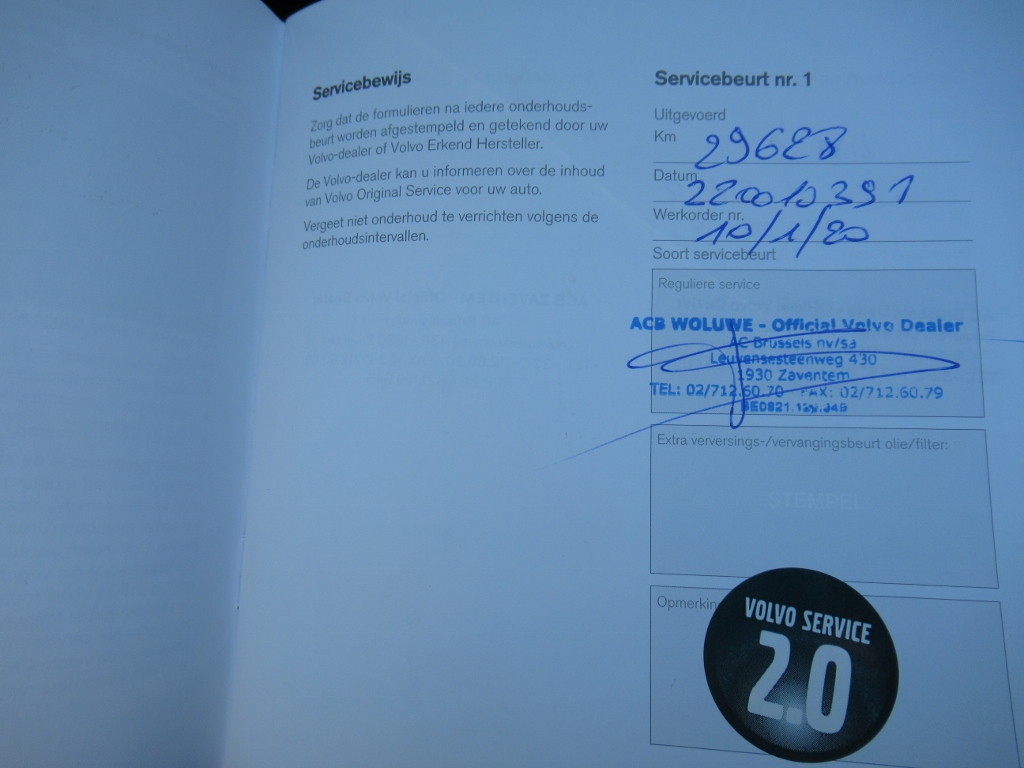 Servicebewijs
Zorg dat de formulieren na iedere onderhouds-
beurt worden afgestempeld en getekend door uw
Volvo-dealer of Volvo Erkend Hersteller.
De Volvo-dealer kan u informeren over de inhoud
van Volvo Original Service voor uw auto.
Vergeet niet onderhoud te verrichten volgens de
onderhoudsintervallen.
Servicebeurt nr. 1
Uitgevoerd
Km 29628
Datum
Werkorder nr. 10/1/20
Soort servicebeurt
Reguliere service
ACB WOLUWE - Official Volvo Dealer
AC Brussels nv/sa
Leuvensesteenweg 430
1930 Zaventem
TEL: 02/712.60.70 FAX: 02/712.60.79
Extra verversings-/vervangingsbeurt olie/filter:
STEMPEL
VOLVO SERVICE
2.0